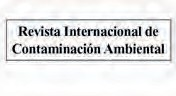 Revista Internacional de
Contaminación Ambiental